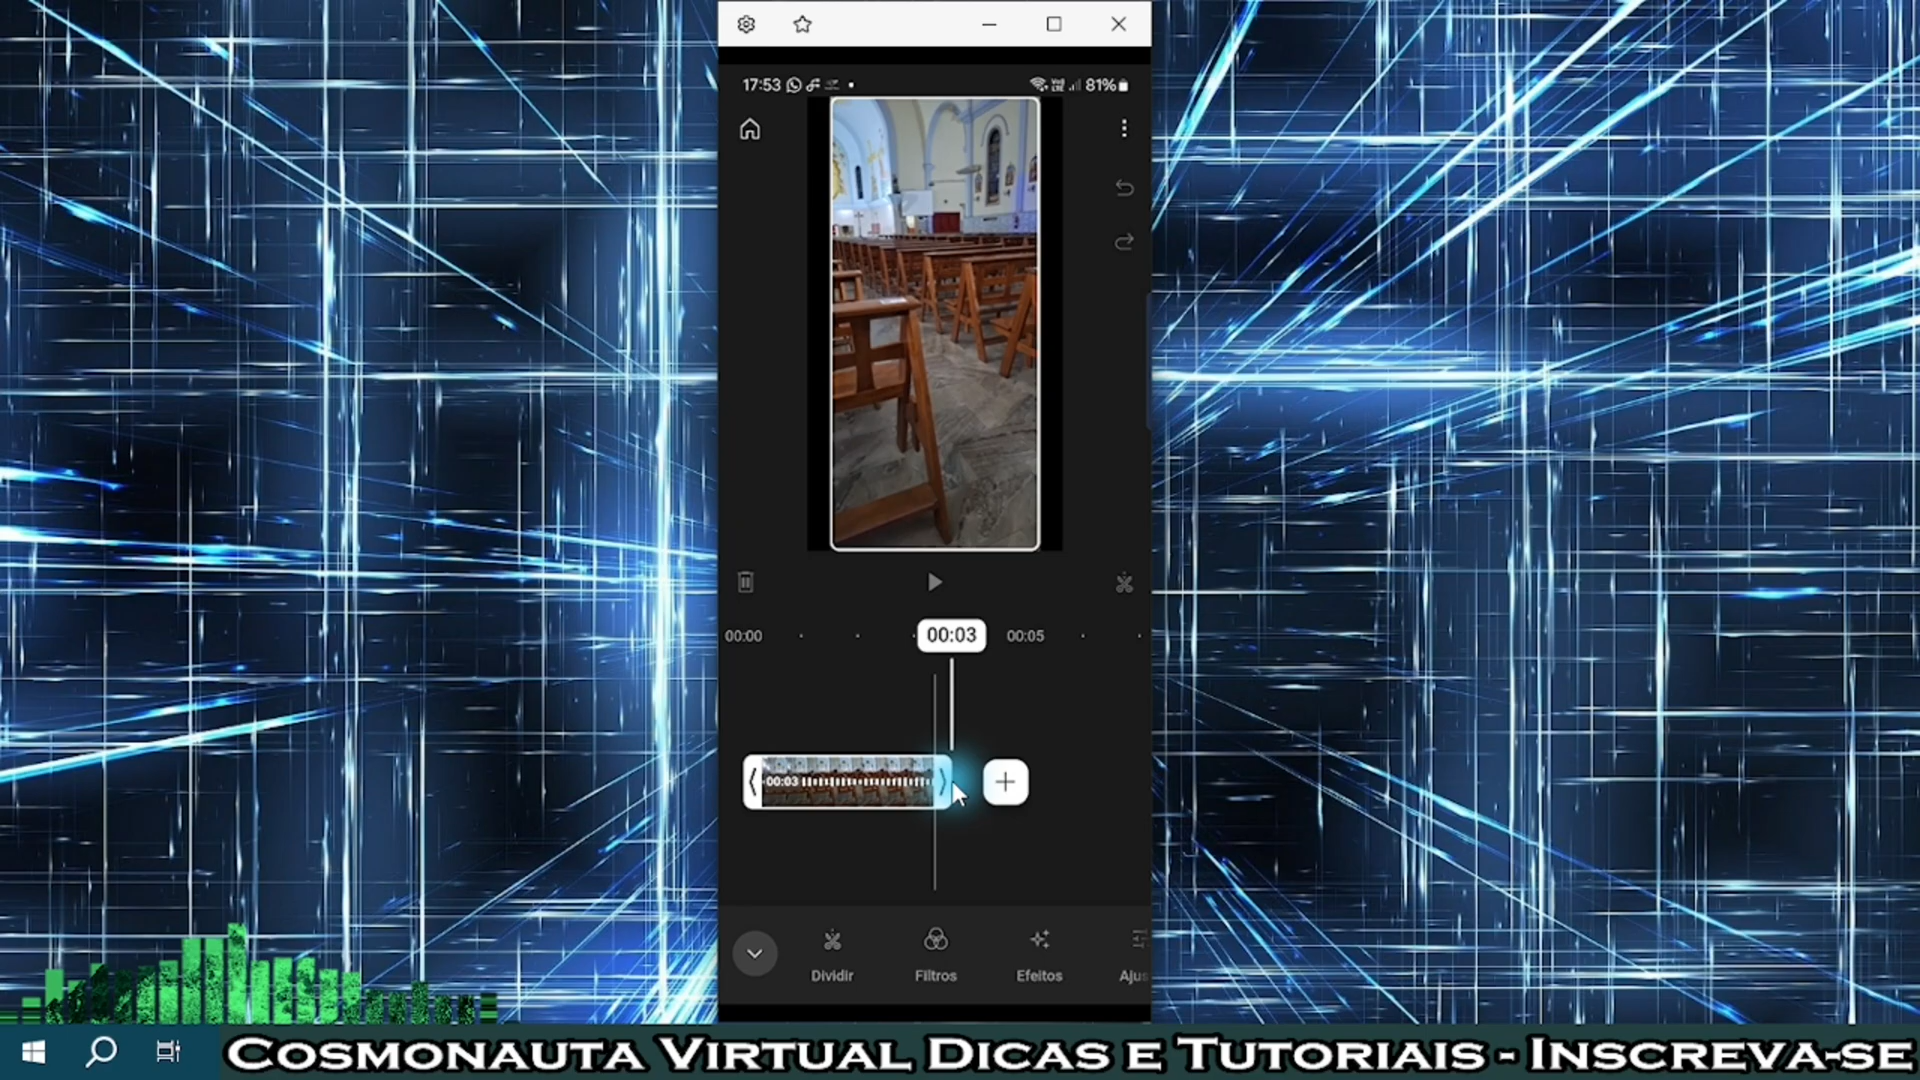 17:53
81%
00:00
00:03
00:05
00:03
Dividir
Filtros
Efeitos
Ajus
Cosmonauta Virtual Dicas e Tutoriais - Inscreva-se